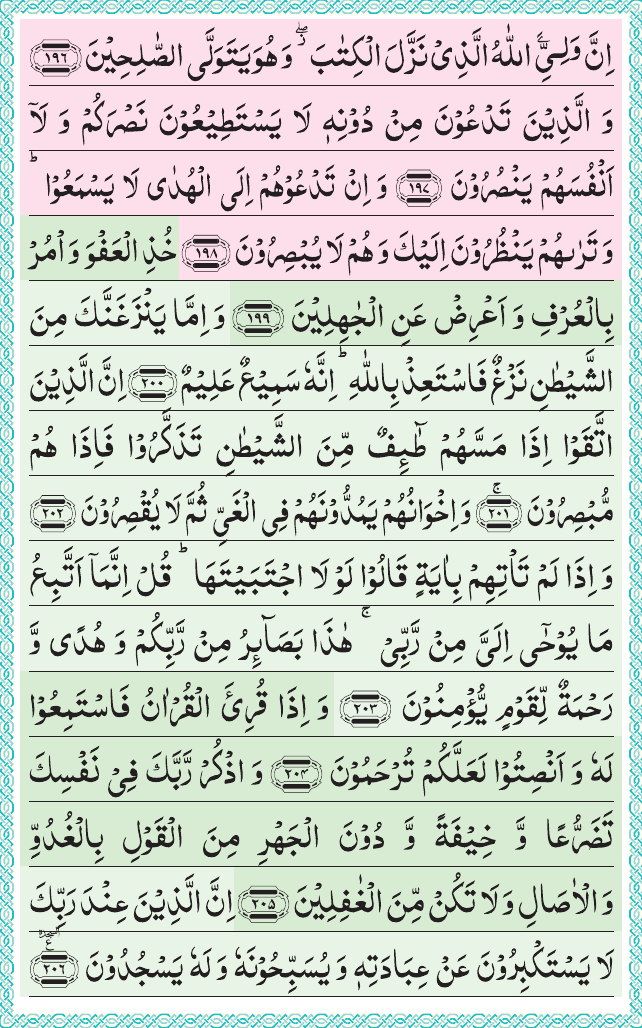 اِنَّ وَلِیِّۦَ اللّٰهُ الَّذِیْ نَزَّلَ الْكِتٰبَ ۖؗ وَ هُوَ یَتَوَلَّی الصّٰلِحِیْنَ ۝۱۹۶
وَ الَّذِیْنَ تَدْعُوْنَ مِنْ دُوْنِهٖ لَا یَسْتَطِیْعُوْنَ نَصْرَكُمْ وَ لَاۤ
اَنْفُسَهُمْ یَنْصُرُوْنَ ۝۱۹۷ وَ اِنْ تَدْعُوْهُمْ اِلَی الْهُدٰی لَا یَسْمَعُوْا ؕ
وَ تَرٰىهُمْ یَنْظُرُوْنَ اِلَیْكَ وَ هُمْ لَا یُبْصِرُوْنَ ۝۱۹۸ خُذِ الْعَفْوَ وَ اْمُرْ
بِالْعُرْفِ وَ اَعْرِضْ عَنِ الْجٰهِلِیْنَ ۝۱۹۹ وَ اِمَّا یَنْزَغَنَّكَ مِنَ
الشَّیْطٰنِ نَزْغٌ فَاسْتَعِذْ بِاللّٰهِ ؕ اِنَّهٗ سَمِیْعٌ عَلِیْمٌ ۝۲۰۰ اِنَّ الَّذِیْنَ
اتَّقَوْا اِذَا مَسَّهُمْ طٰٓىِٕفٌ مِّنَ الشَّیْطٰنِ تَذَكَّرُوْا فَاِذَا هُمْ
مُّبْصِرُوْنَ ۚ۝۲۰۱ وَ اِخْوَانُهُمْ یَمُدُّوْنَهُمْ فِی الْغَیِّ ثُمَّ لَا یُقْصِرُوْنَ ۝۲۰۲
وَ اِذَا لَمْ تَاْتِهِمْ بِاٰیَةٍ قَالُوْا لَوْ لَا اجْتَبَیْتَهَا ؕ قُلْ اِنَّمَاۤ اَتَّبِعُ
مَا یُوْحٰۤی اِلَیَّ مِنْ رَّبِّیْ ۚ هٰذَا بَصَآىِٕرُ مِنْ رَّبِّكُمْ وَ هُدًی وَّ
رَحْمَةٌ لِّقَوْمٍ یُّؤْمِنُوْنَ ۝۲۰۳ وَ اِذَا قُرِئَ الْقُرْاٰنُ فَاسْتَمِعُوْا
لَهٗ وَ اَنْصِتُوْا لَعَلَّكُمْ تُرْحَمُوْنَ ۝۲۰۴ وَ اذْكُرْ رَّبَّكَ فِیْ نَفْسِكَ
تَضَرُّعًا وَّ خِیْفَةً وَّ دُوْنَ الْجَهْرِ مِنَ الْقَوْلِ بِالْغُدُوِّ
وَ الْاٰصَالِ وَ لَا تَكُنْ مِّنَ الْغٰفِلِیْنَ ۝۲۰۵ اِنَّ الَّذِیْنَ عِنْدَ رَبِّكَ
لَا یَسْتَكْبِرُوْنَ عَنْ عِبَادَتِهٖ وَ یُسَبِّحُوْنَهٗ وَ لَهٗ یَسْجُدُوْنَ ۝۲۰۶